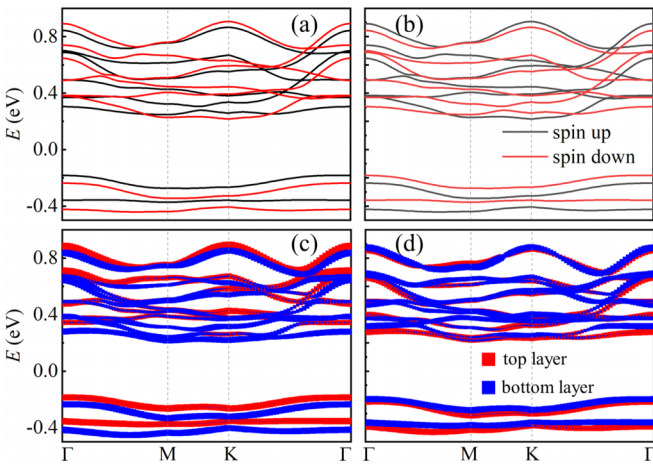 (a) (b)
E (eV)
0.8
0.4
0.0
-0.4
spin up
spin down
(c) (d)
E (eV)
0.8
0.4
0.0
-0.4
top layer
bottom layer
Γ M K Γ M K Γ